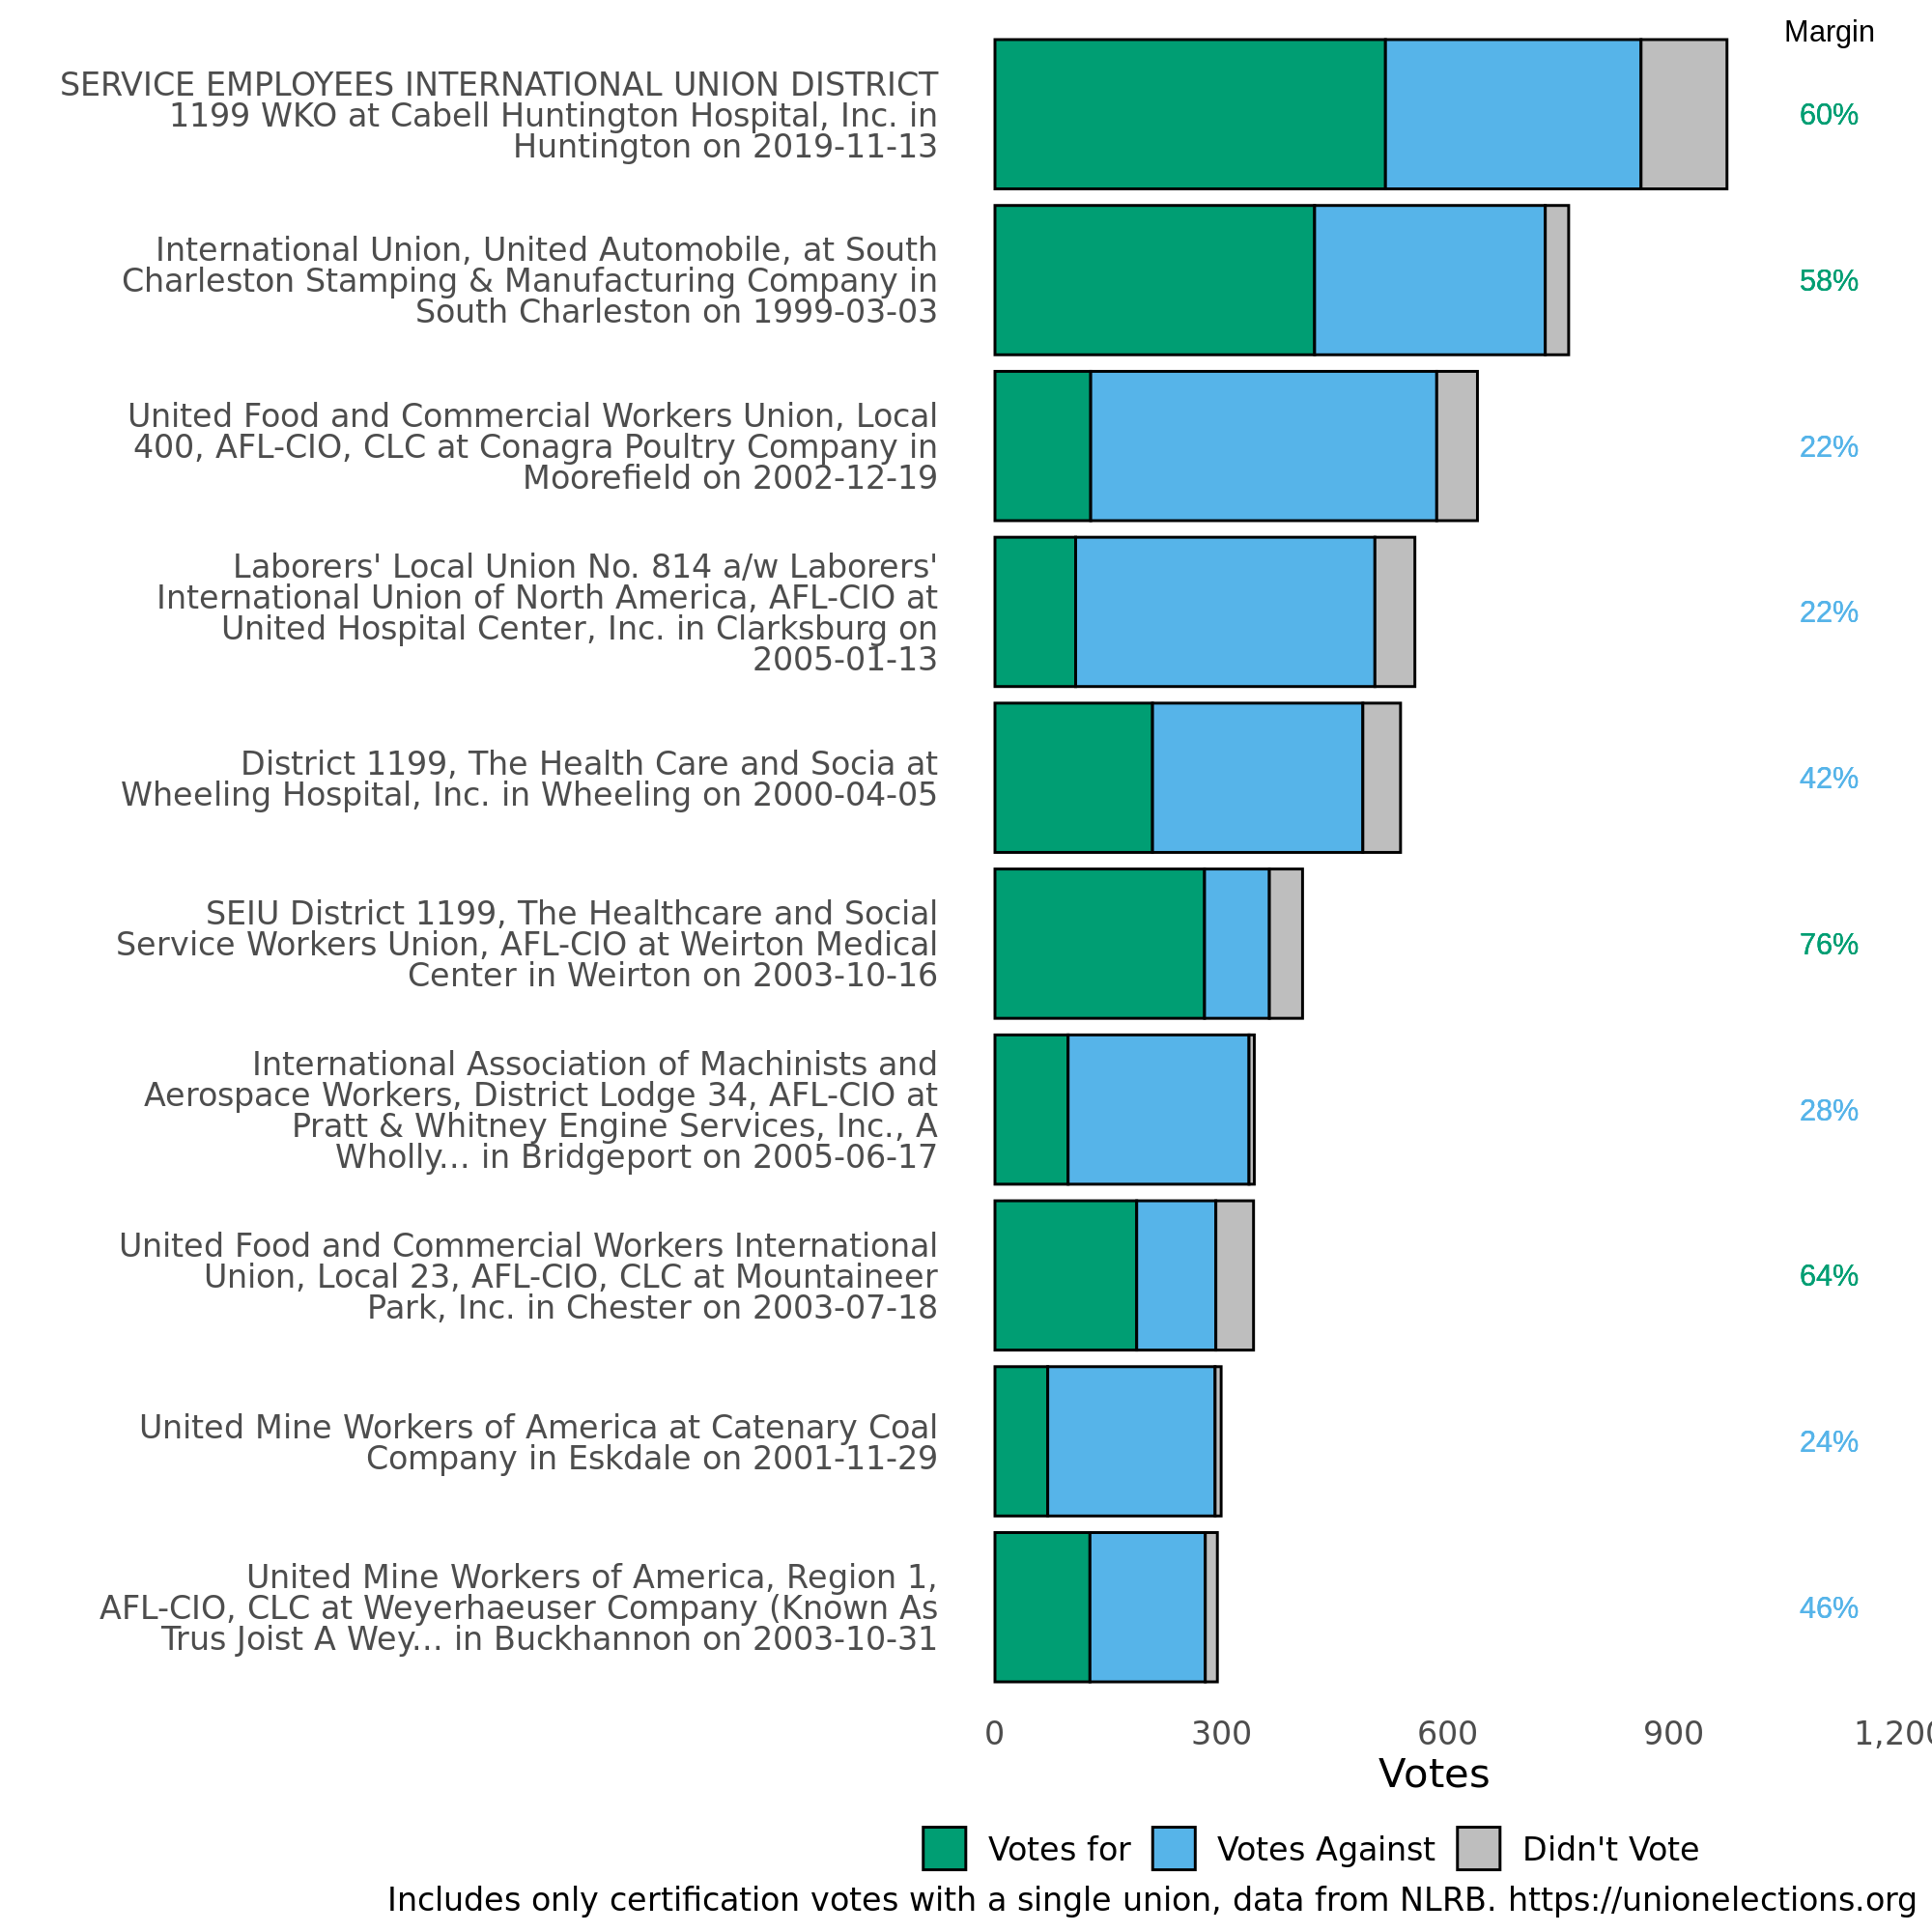 Margin
SERVICE EMPLOYEES INTERNATIONAL UNION DISTRICT
1199 WKO at Cabell Huntington Hospital, Inc. in
Huntington on 2019-11-13
60%
International Union, United Automobile, at South
Charleston Stamping & Manufacturing Company in
South Charleston on 1999-03-03
58%
United Food and Commercial Workers Union, Local
400, AFL-CIO, CLC at Conagra Poultry Company in
Moorefield on 2002-12-19
22%
Laborers' Local Union No. 814 a/w Laborers'
International Union of North America, AFL-CIO at
United Hospital Center, Inc. in Clarksburg on
2005-01-13
22%
District 1199, The Health Care and Socia at
Wheeling Hospital, Inc. in Wheeling on 2000-04-05
42%
SEIU District 1199, The Healthcare and Social
Service Workers Union, AFL-CIO at Weirton Medical
Center in Weirton on 2003-10-16
76%
International Association of Machinists and
Aerospace Workers, District Lodge 34, AFL-CIO at
Pratt & Whitney Engine Services, Inc., A
Wholly... in Bridgeport on 2005-06-17
28%
United Food and Commercial Workers International
Union, Local 23, AFL-CIO, CLC at Mountaineer
Park, Inc. in Chester on 2003-07-18
64%
United Mine Workers of America at Catenary Coal
Company in Eskdale on 2001-11-29
24%
United Mine Workers of America, Region 1,
AFL-CIO, CLC at Weyerhaeuser Company (Known As
Trus Joist A Wey... in Buckhannon on 2003-10-31
46%
0 300 600 900 1,200
Votes
Votes for Votes Against Didn't Vote
Includes only certification votes with a single union, data from NLRB. https://unionelections.org